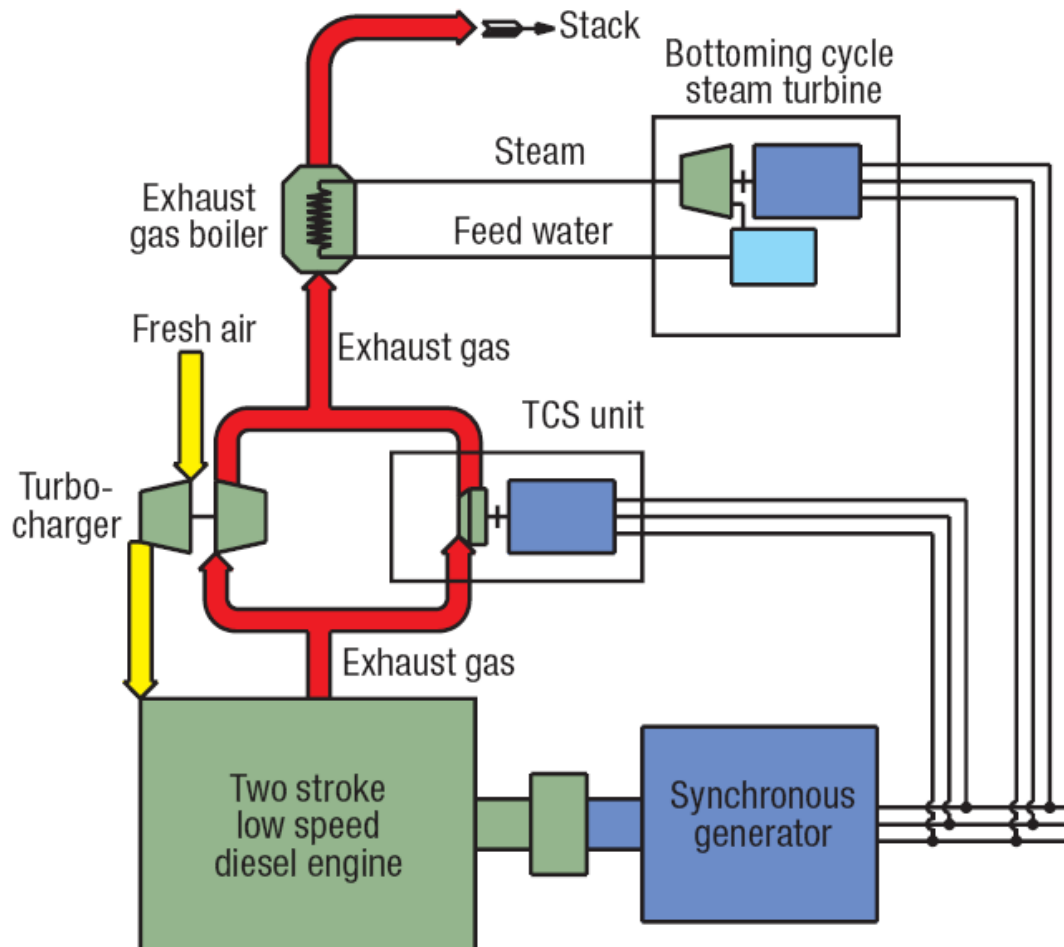 Stack
Bottoming cycle
steam turbine
Steam
Exhaust
gas boiler
Feed water
Fresh air
Exhaust gas
TCS unit
Turbo-
charger
Exhaust gas
Two stroke
low speed
diesel engine
Synchronous
generator